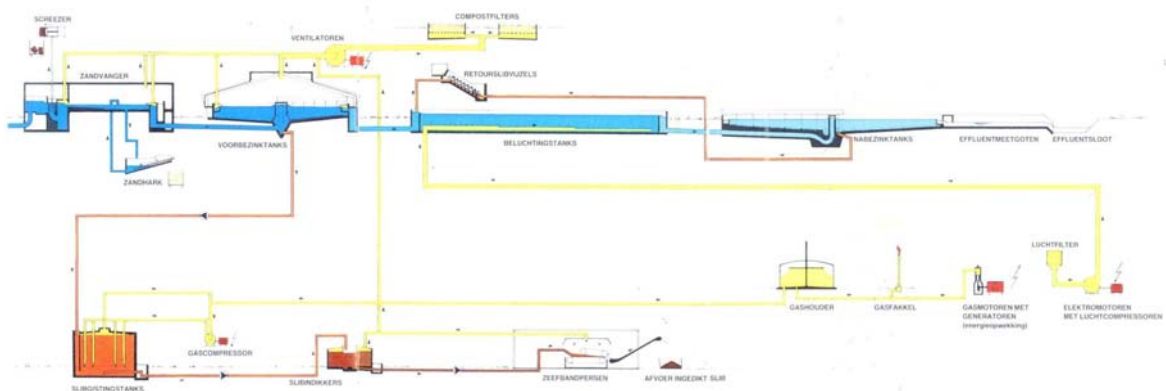 SCREEZER
COMPOSTFILTERS
VENTILATOREN
ZANDVANGER
RETOURSLIBVIJZELS
VOORBEZINKTANKS
BELUCHTINGSTANKS
NABEZINKTANKS
EFFLUENTMEETGOTEN
EFFLUENTSLOOT
ZANDHARK
LUCHTFILTER
GASHOUDER
GASFAKKEL
GASMOTOREN MET
GENERATOREN
(energieopwekking)
ELEKTROMOTOREN
MET LUCHTCOMPRESSOREN
GASCOMPRESSOR
SLIBGISTINGSTANKS
SLIBINDIKKERS
ZEEFBANDPERSEN
AFVOER INGEDIKT SLIB